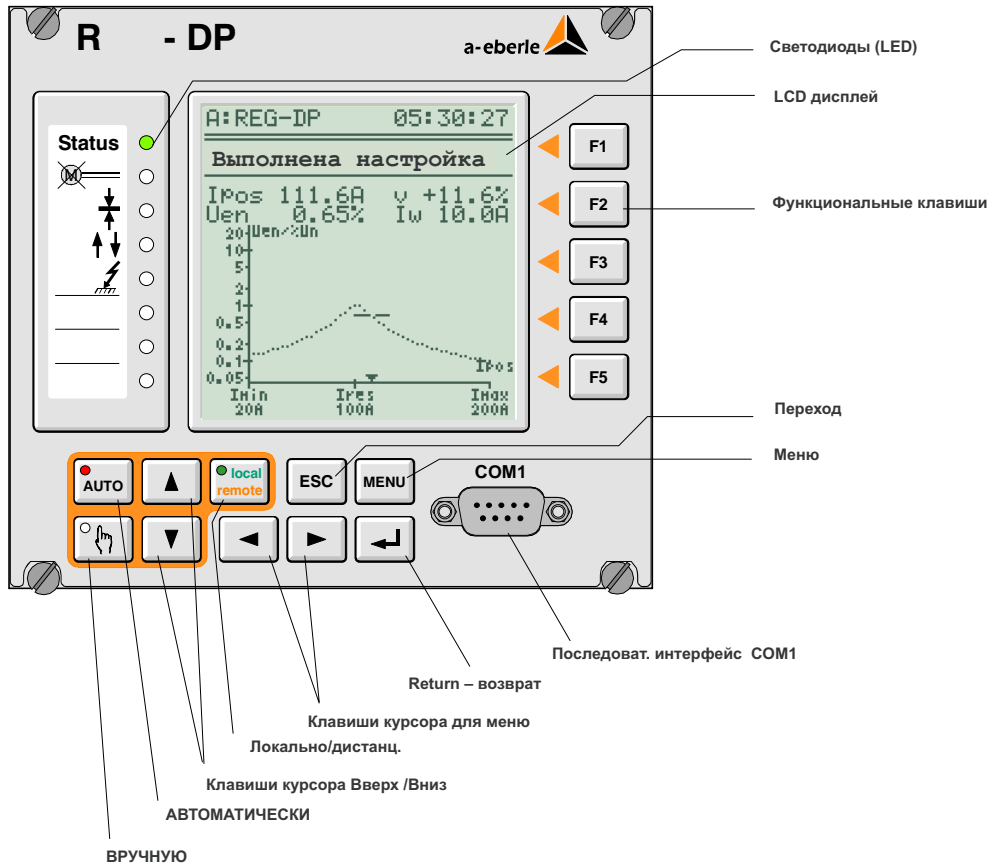 R - DP
a-eberle
Светодиоды (LED)
LCD дисплей
Status
A:REG-DP 05:30:27
Выполнена настройка
Ipos 111.6A v +11.6%
Uen 0.65% Iw 10.0A
Uen/%Un
20
10
5
2
1
0.5
0.2
0.1
0.05
Ipos
Imin Ires Imax
20A 100A 200A
F1
F2
Функциональные клавиши
F3
F4
F5
Переход
Меню
AUTO
local
remote
ESC
MENU
COM1
Последоват. интерфейс COM1
Return – возврат
Клавиши курсора для меню
Локально/дистанц.
Клавиши курсора Вверх /Вниз
АВТОМАТИЧЕСКИ
ВРУЧНУЮ